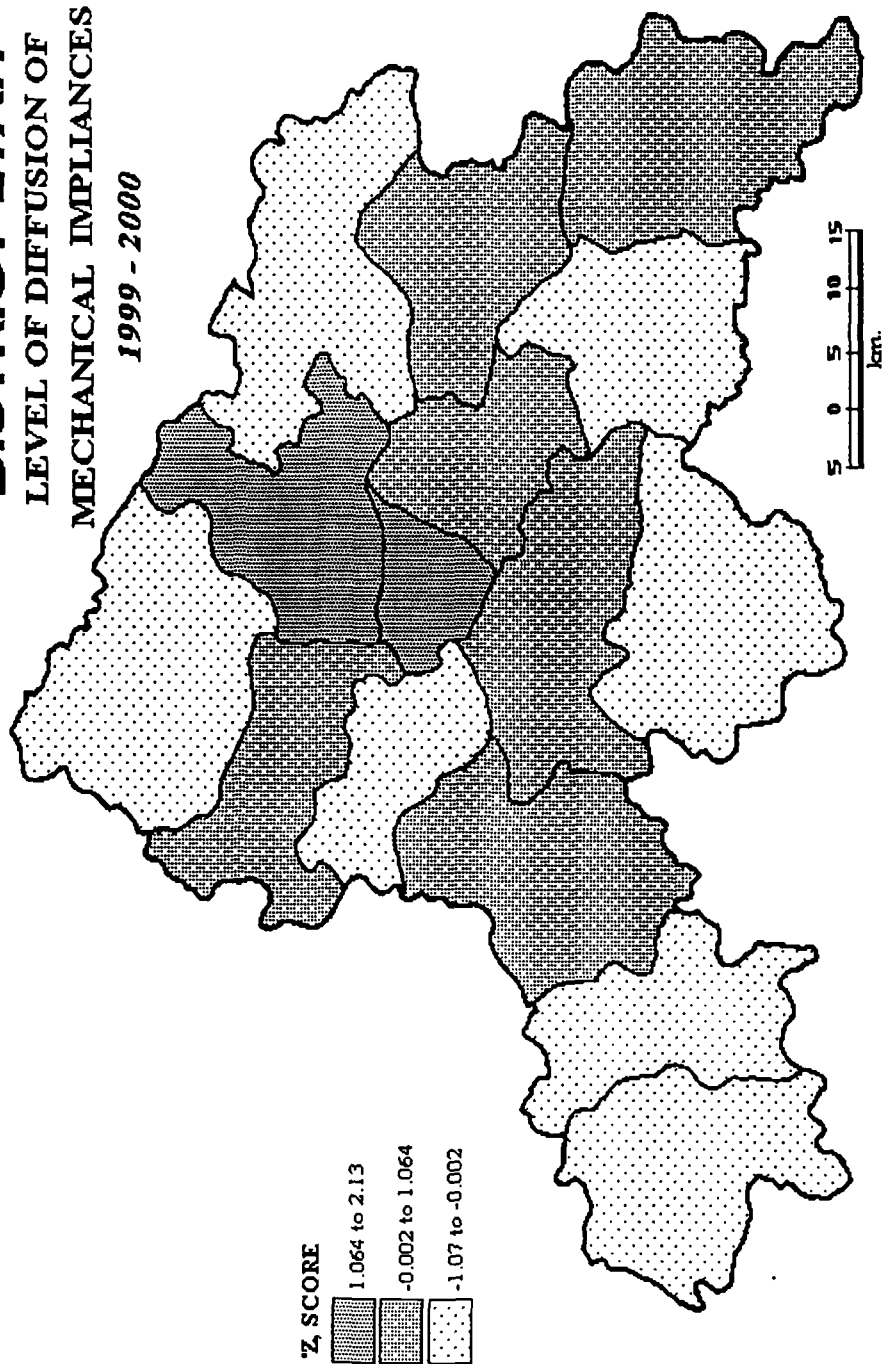 LEVEL OF DIFFUSION OF
MECHANICAL IMPLIANCES
1999 - 2000
'Z, SCORE
1.064 to 2.13
-0.002 to 1.064
-1.07 to -0.002
5 0 5 10 15
km.